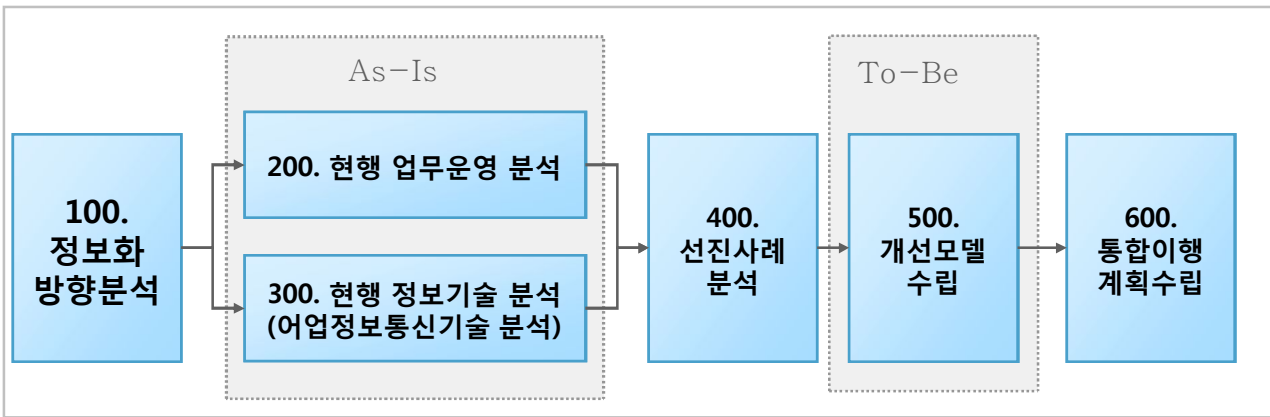 As-Is
To-Be
100.
정보화
방향분석
200. 현행 업무운영 분석
300. 현행 정보기술 분석
(어업정보통신기술 분석)
400.
선진사례
분석
500.
개선모델
수립
600.
통합이행
계획수립